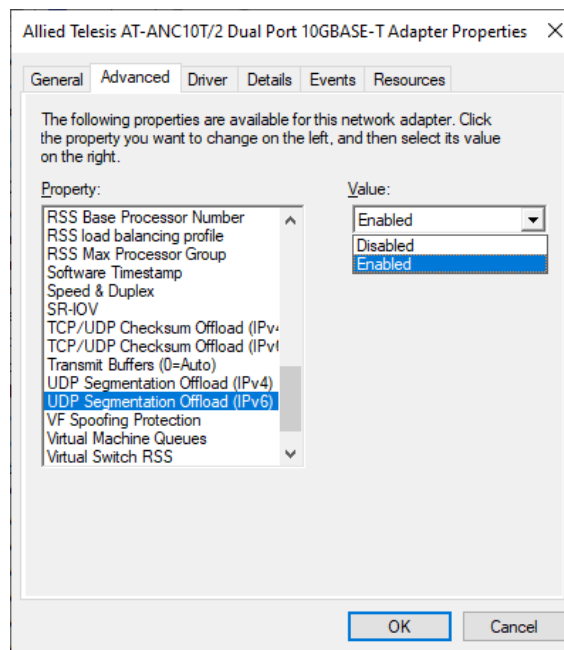 Allied Telesis AT-ANC10T/2 Dual Port 10GBASE-T Adapter Properties
General Advanced Driver Details Events Resources
The following properties are available for this network adapter. Click
the property you want to change on the left, and then select its value
on the right.
Property:
RSS Base Processor Number
RSS load balancing profile
RSS Max Processor Group
Software Timestamp
Speed & Duplex
SR-IOV
TCP/UDP Checksum Offload (IPv4
TCP/UDP Checksum Offload (IPv6
Transmit Buffers (0=Auto)
UDP Segmentation Offload (IPv4)
UDP Segmentation Offload (IPv6)
VF Spoofing Protection
Virtual Machine Queues
Virtual Switch RSS
Value:
Enabled
Disabled
Enabled
OK Cancel